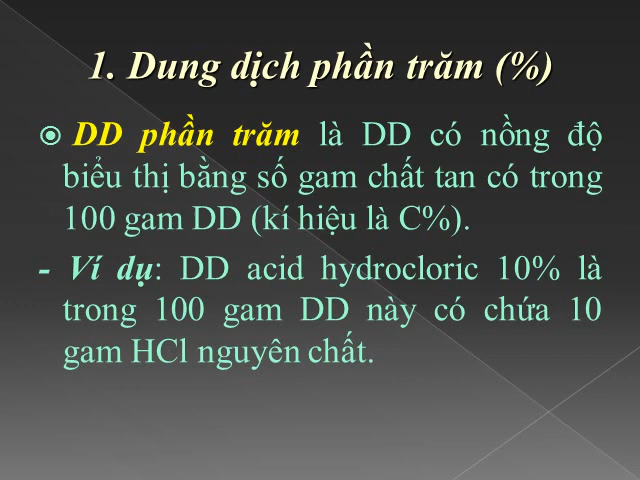 1. Dung dịch phần trăm (%)
DD phần trăm là DD có nồng độ
biểu thị bằng số gam chất tan có trong
100 gam DD (kí hiệu là C%).
- Ví dụ: DD acid hydrocloric 10% là
trong 100 gam DD này có chứa 10
gam HCl nguyên chất.